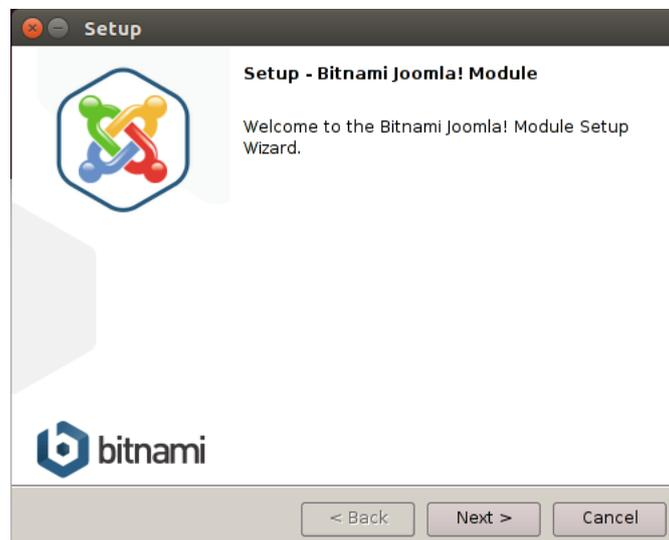 Setup
Setup - Bitnami Joomla! Module
Welcome to the Bitnami Joomla! Module Setup
Wizard.
bitnami
< Back
Next >
Cancel